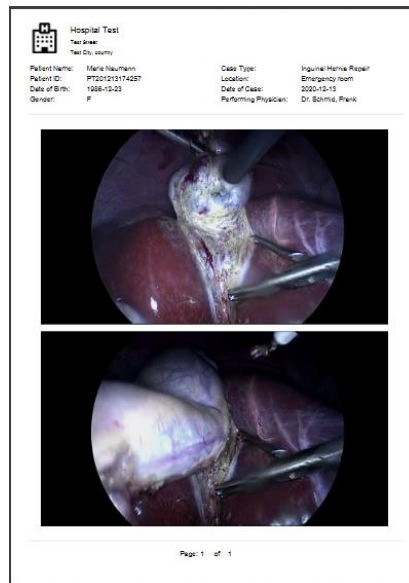 Hospital Test
Test Street
Test City, country
Patient Name: Marie Neumann Case Type: Inguinal Hernia Repair
Patient ID: PT201213174257 Location: Emergency room
Date of Birth: 1986-12-23 Date of Case: 2020-12-13
Gender: F Performing Physician: Dr. Schmid, Frank
Page: 1 of 1